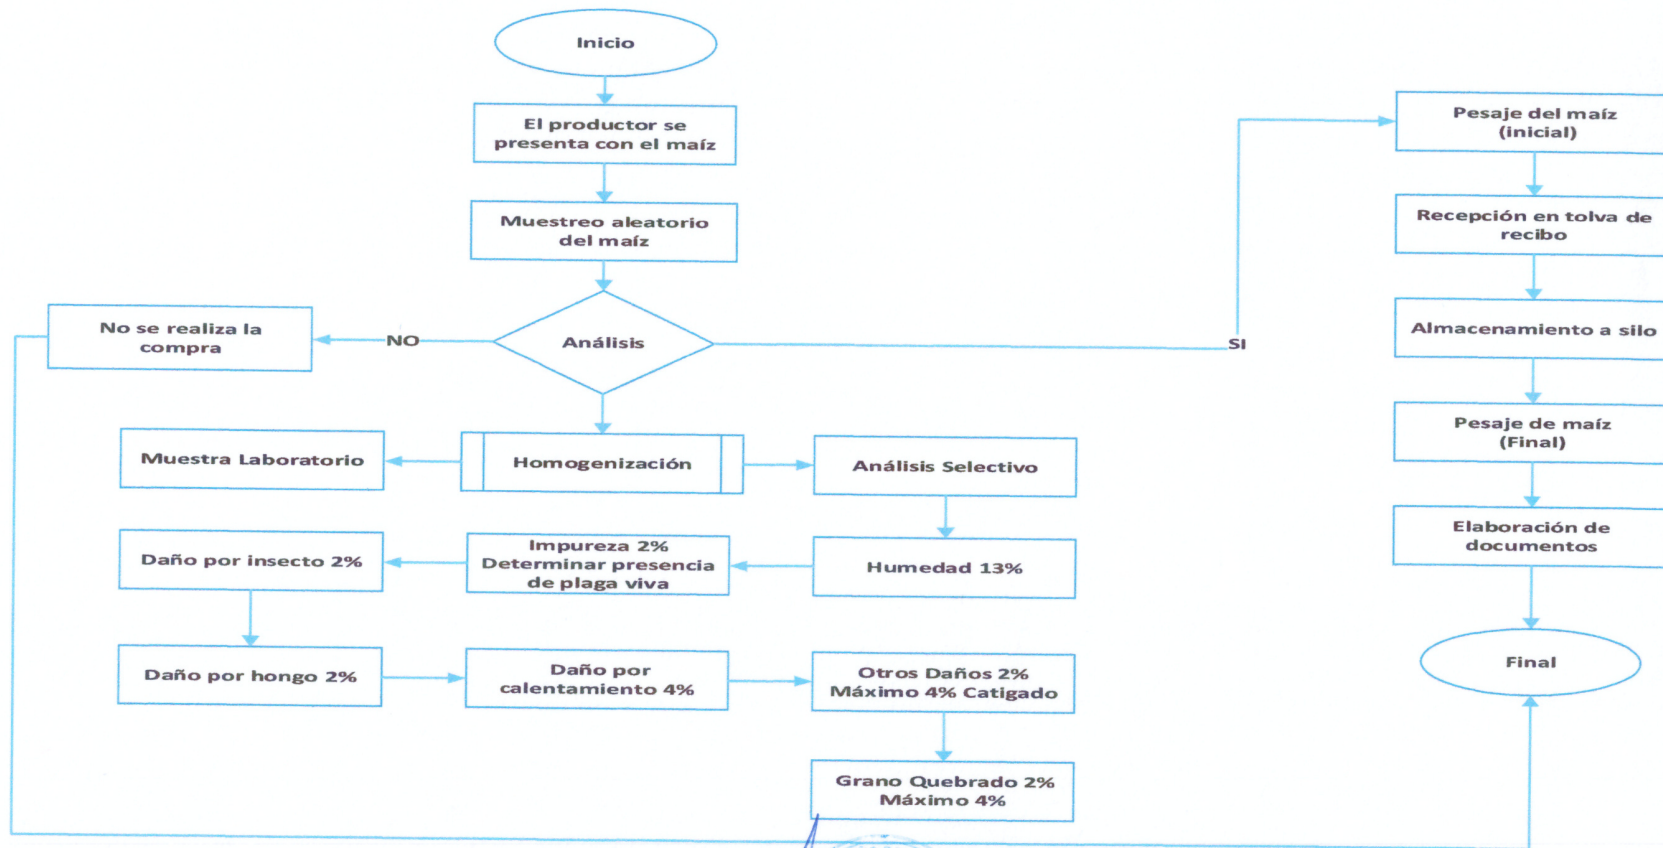 Inicio
El productor se
presenta con el maíz
Muestreo aleatorio
del maíz
Análisis
NO
No se realiza la
compra
SI
Homogenización
Muestra Laboratorio
Análisis Selectivo
Humedad 13%
Impureza 2%
Determinar presencia
de plaga viva
Daño por insecto 2%
Daño por hongo 2%
Daño por
calentamiento 4%
Otros Daños 2%
Máximo 4% Catigado
Grano Quebrado 2%
Máximo 4%
Pesaje del maíz
(inicial)
Recepción en tolva de
recibo
Almacenamiento a silo
Pesaje de maíz
(Final)
Elaboración de
documentos
Final